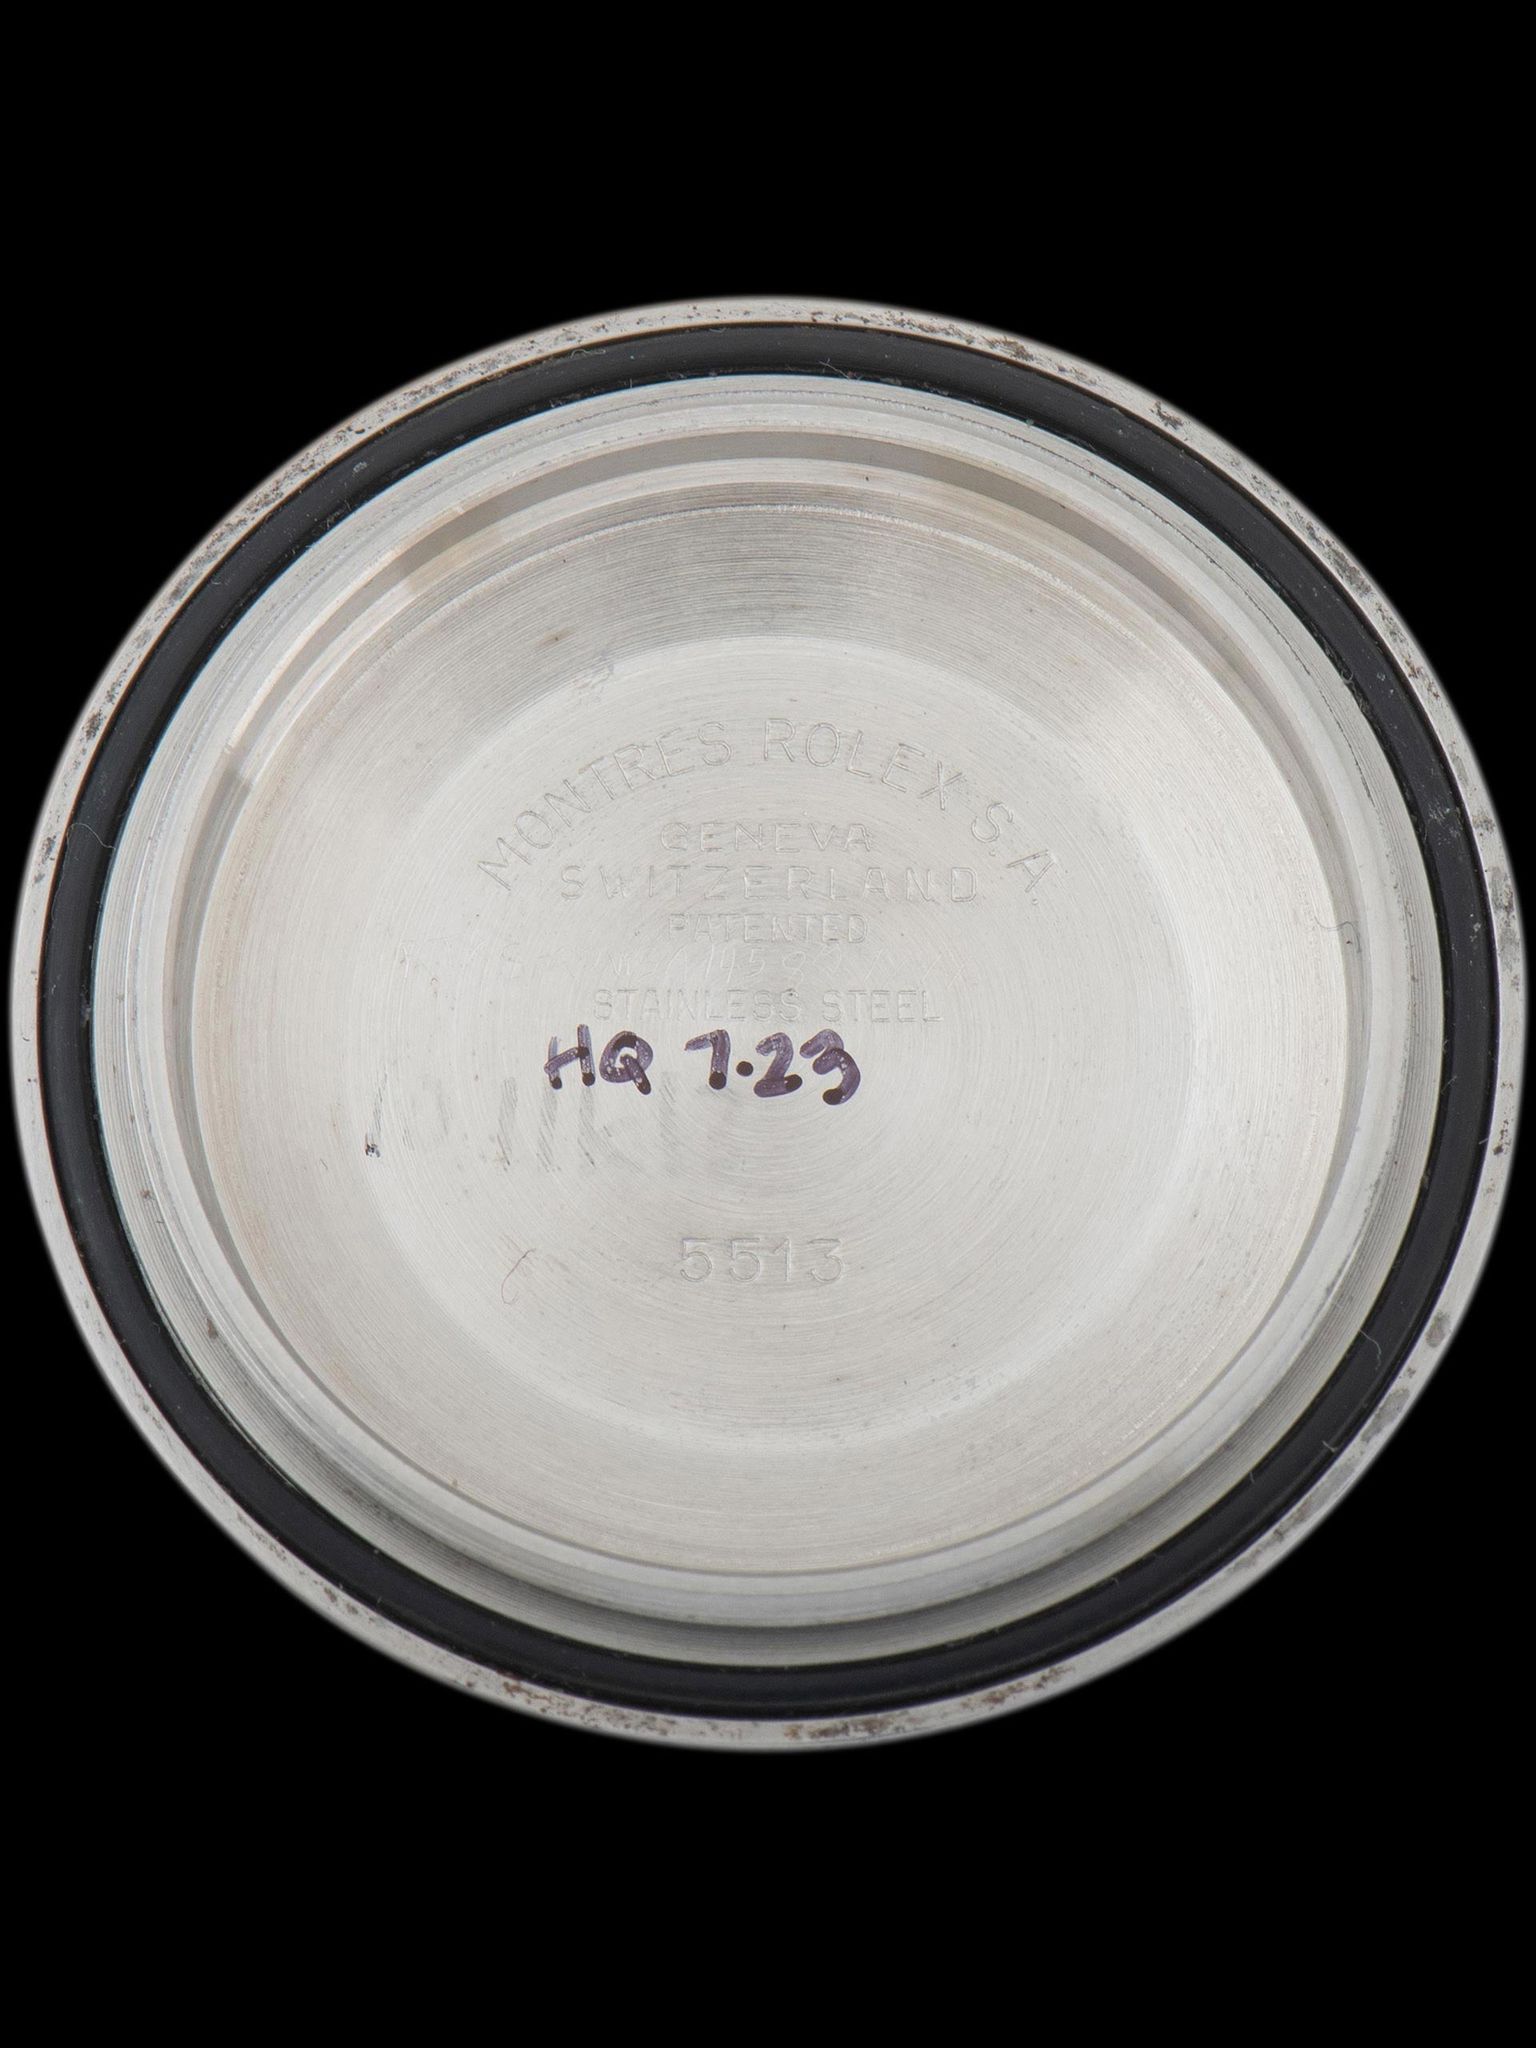 MONTRES ROLEX S.A.
GENEVA
SWITZERLAND
PATENTED
STAINLESS STEEL
HQ 7.23
5513